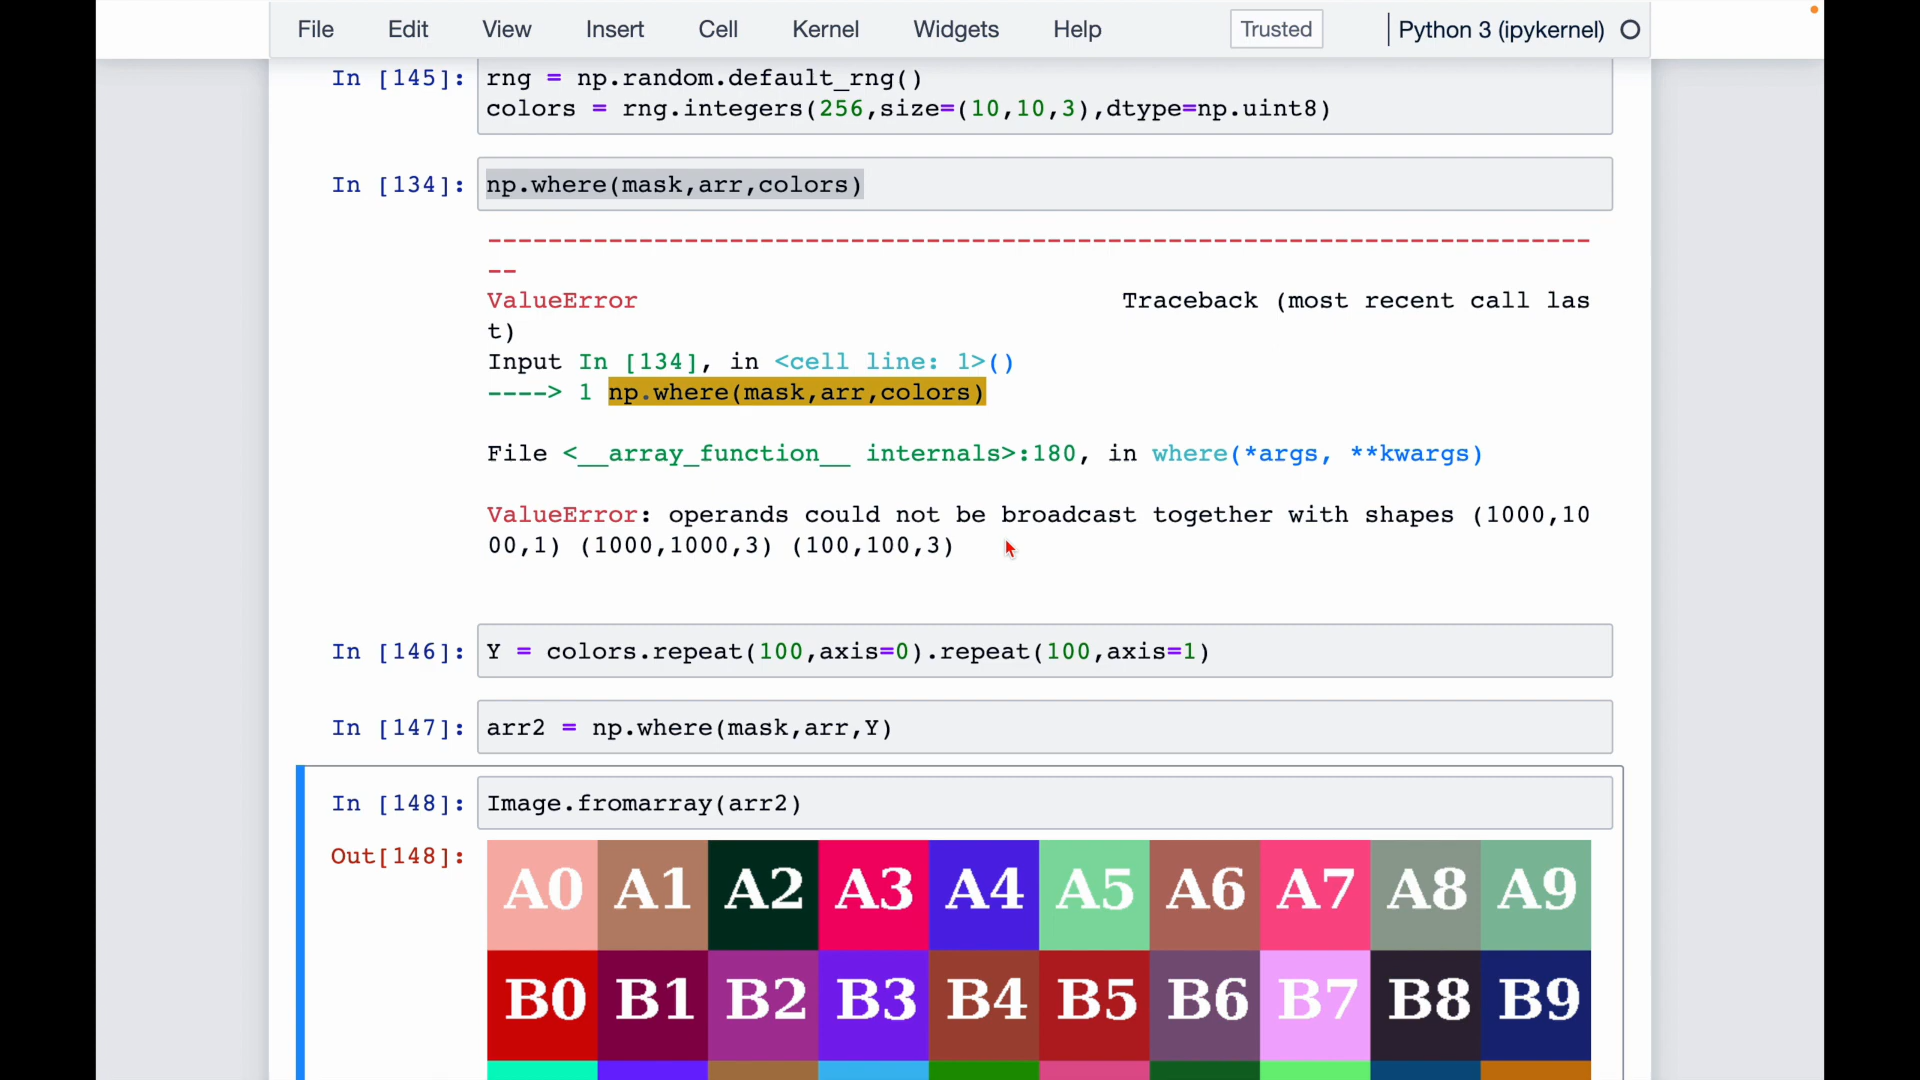 File Edit View Insert Cell Kernel Widgets Help Trusted Python 3 (ipykernel)
In [145]: rng = np.random.default_rng()
colors = rng.integers(256,size=(10,10,3),dtype=np.uint8)
In [134]: np.where(mask,arr,colors)
---------------------------------------------------------------------------
--
ValueError Traceback (most recent call las
t)
Input In [134], in <cell line: 1>()
----> 1 np.where(mask,arr,colors)
File <__array_function__ internals>:180, in where(*args, **kwargs)
ValueError: operands could not be broadcast together with shapes (1000,10
00,1) (1000,1000,3) (100,100,3)
In [146]: Y = colors.repeat(100,axis=0).repeat(100,axis=1)
In [147]: arr2 = np.where(mask,arr,Y)
In [148]: Image.fromarray(arr2)
Out[148]:
A0 A1 A2 A3 A4 A5 A6 A7 A8 A9
B0 B1 B2 B3 B4 B5 B6 B7 B8 B9